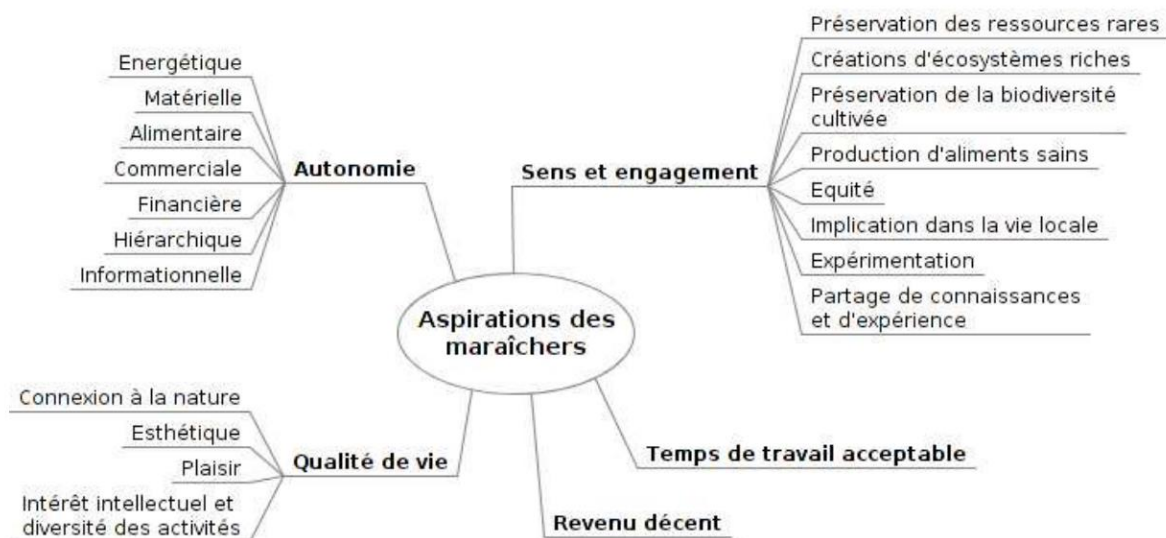 Aspirations des
maraîchers
Autonomie
Energétique
Matérielle
Alimentaire
Commerciale
Financière
Hiérarchique
Informationnelle
Sens et engagement
Préservation des ressources rares
Créations d'écosystèmes riches
Préservation de la biodiversité
cultivée
Production d'aliments sains
Equité
Implication dans la vie locale
Expérimentation
Partage de connaissances
et d'expérience
Qualité de vie
Connexion à la nature
Esthétique
Plaisir
Intérêt intellectuel et
diversité des activités
Temps de travail acceptable
Revenu décent